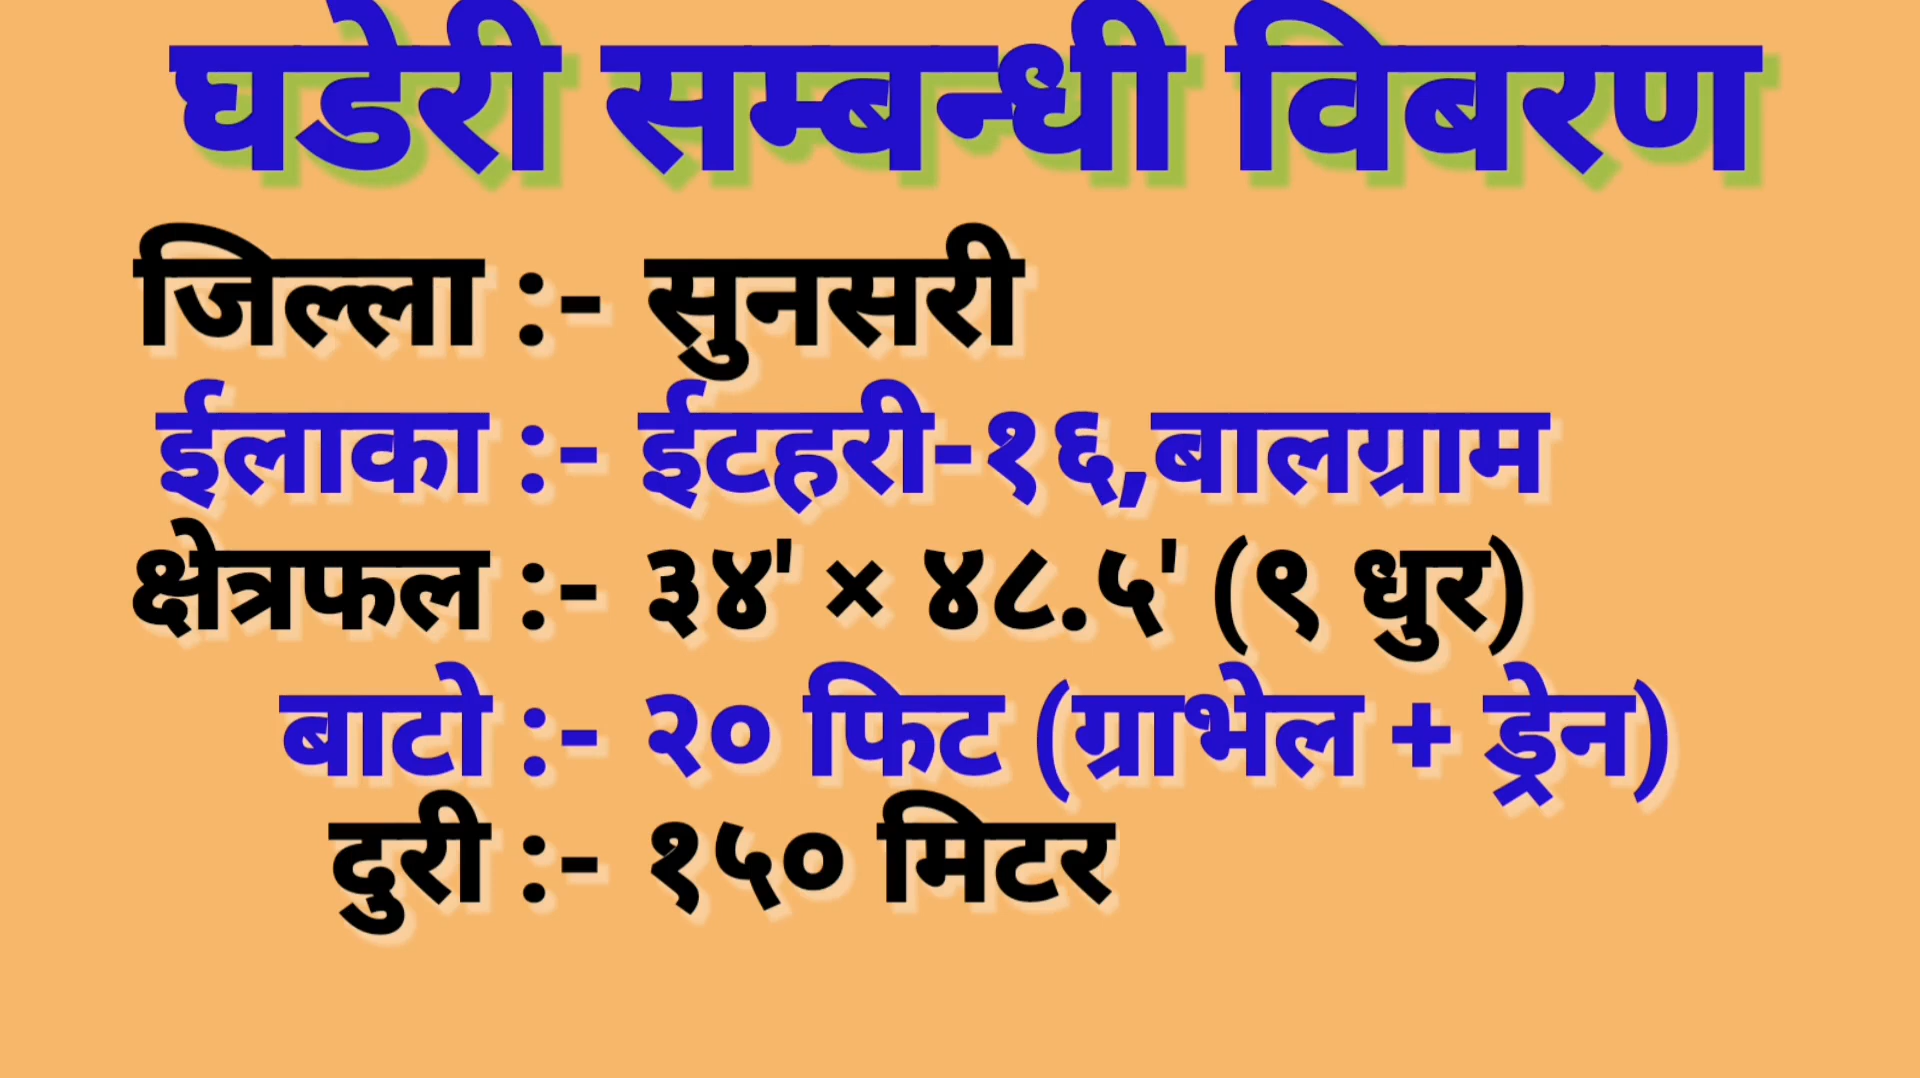 घडेरी सम्बन्धी विबरण
जिल्ला :- सुनसरी
ईलाका :- ईटहरी-१६,बालग्राम
क्षेत्रफल :- ३४' × ४८.५' (९ धुर)
बाटो :- २० फिट (ग्राभेल + ड्रेन)
दुरी :- १५० मिटर